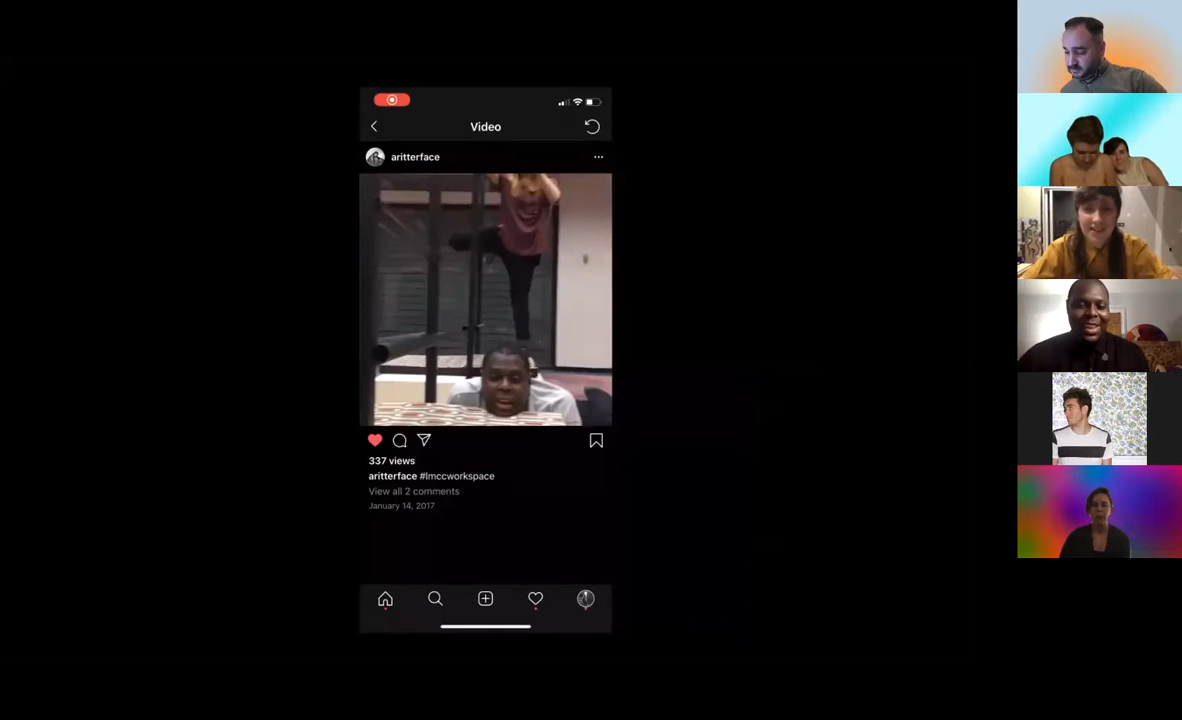 Video
aritterface
337 views
aritterface #lmccworkspace
View all 2 comments
January 14, 2017